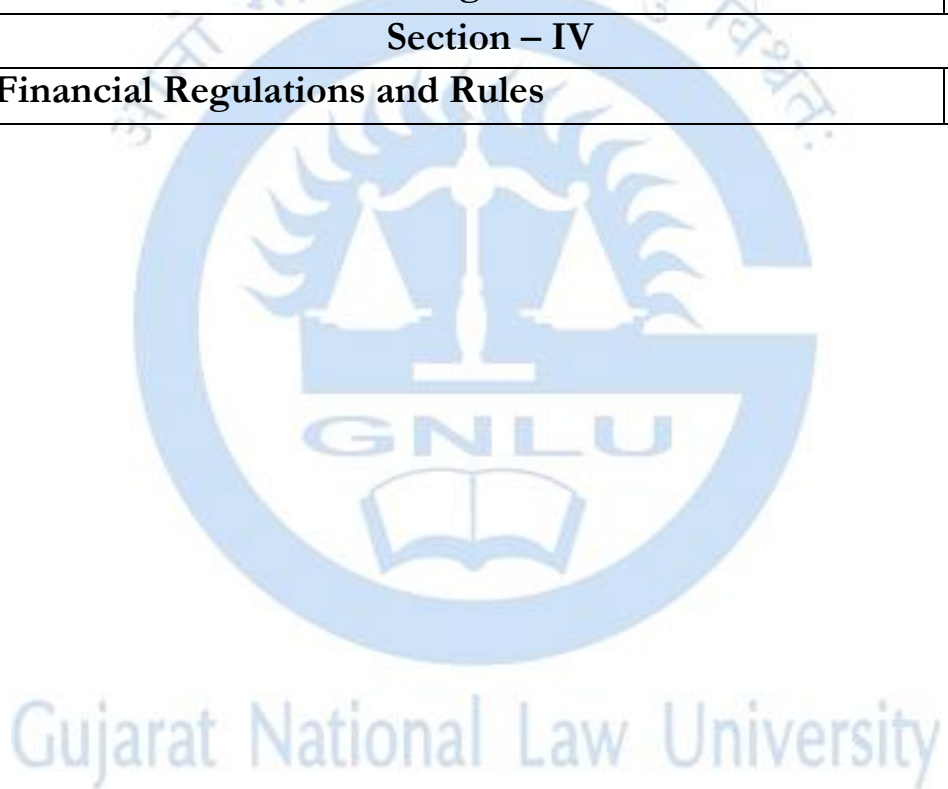 Section – IV
Financial Regulations and Rules
GNLU
Gujarat National Law University